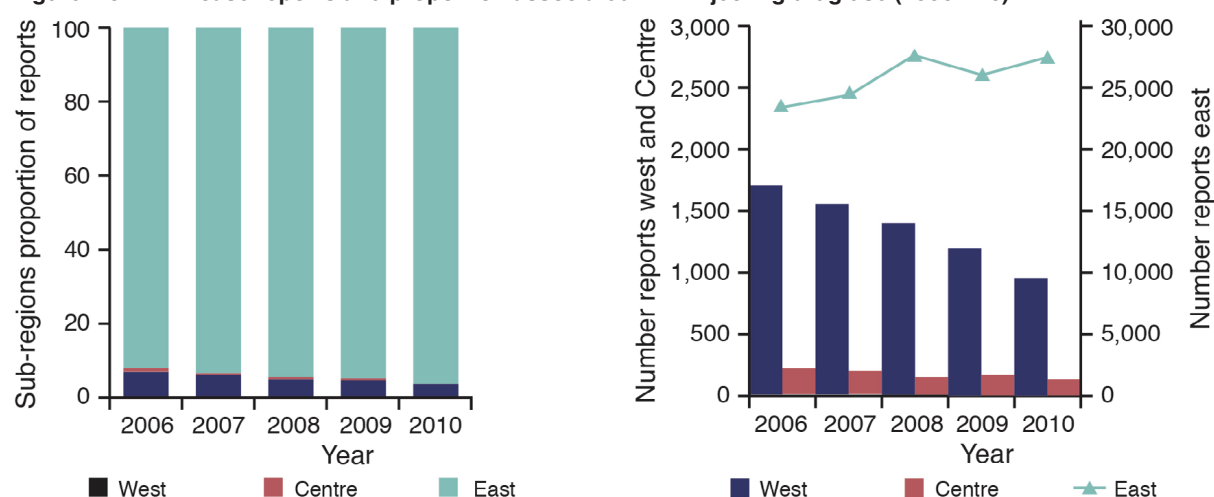 Sub-regions proportion of reports
100
80
60
40
20
0
2006 2007 2008 2009 2010
Year
West Centre East
Number reports west and Centre
3,000
2,500
2,000
1,500
1,000
500
0
30,000
25,000
20,000
15,000
10,000
5,000
0
Number reports east
2006 2007 2008 2009 2010
Year
West Centre East